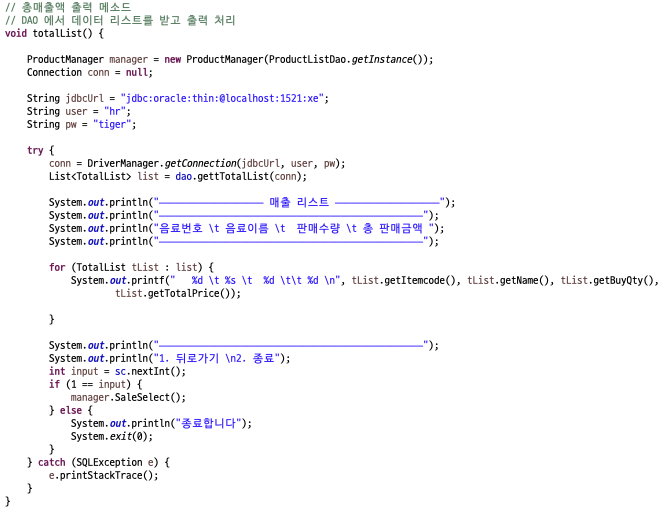 // 총매출액 출력 메소드
// DAO 에서 데이터 리스트를 받고 출력 처리
void totalList() {
ProductManager manager = new ProductManager(ProductListDao.getInstance());
Connection conn = null;
String jdbcUrl = "jdbc:oracle:thin:@localhost:1521:xe";
String user = "hr";
String pw = "tiger";
try {
conn = DriverManager.getConnection(jdbcUrl, user, pw);
List<TotalList> list = dao.gettTotalList(conn);
System.out.println("――――――――――――― 매출 리스트 ―――――――――――――");
System.out.println("―――――――――――――――――――――――――――――――――");
System.out.println("음료번호 \t 음료이름 \t  판매수량 \t 총 판매금액 ");
System.out.println("―――――――――――――――――――――――――――――――――");
for (TotalList tList : list) {
System.out.printf("   %d \t %s \t  %d \t\t %d \n", tList.getItemcode(), tList.getName(), tList.getBuyQty(),
tList.getTotalPrice());
}
System.out.println("―――――――――――――――――――――――――――――――――");
System.out.println("1. 뒤로가기 \n2. 종료");
int input = sc.nextInt();
if (1 == input) {
manager.SaleSelect();
} else {
System.out.println("종료합니다");
System.exit(0);
}
} catch (SQLException e) {
e.printStackTrace();
}
}